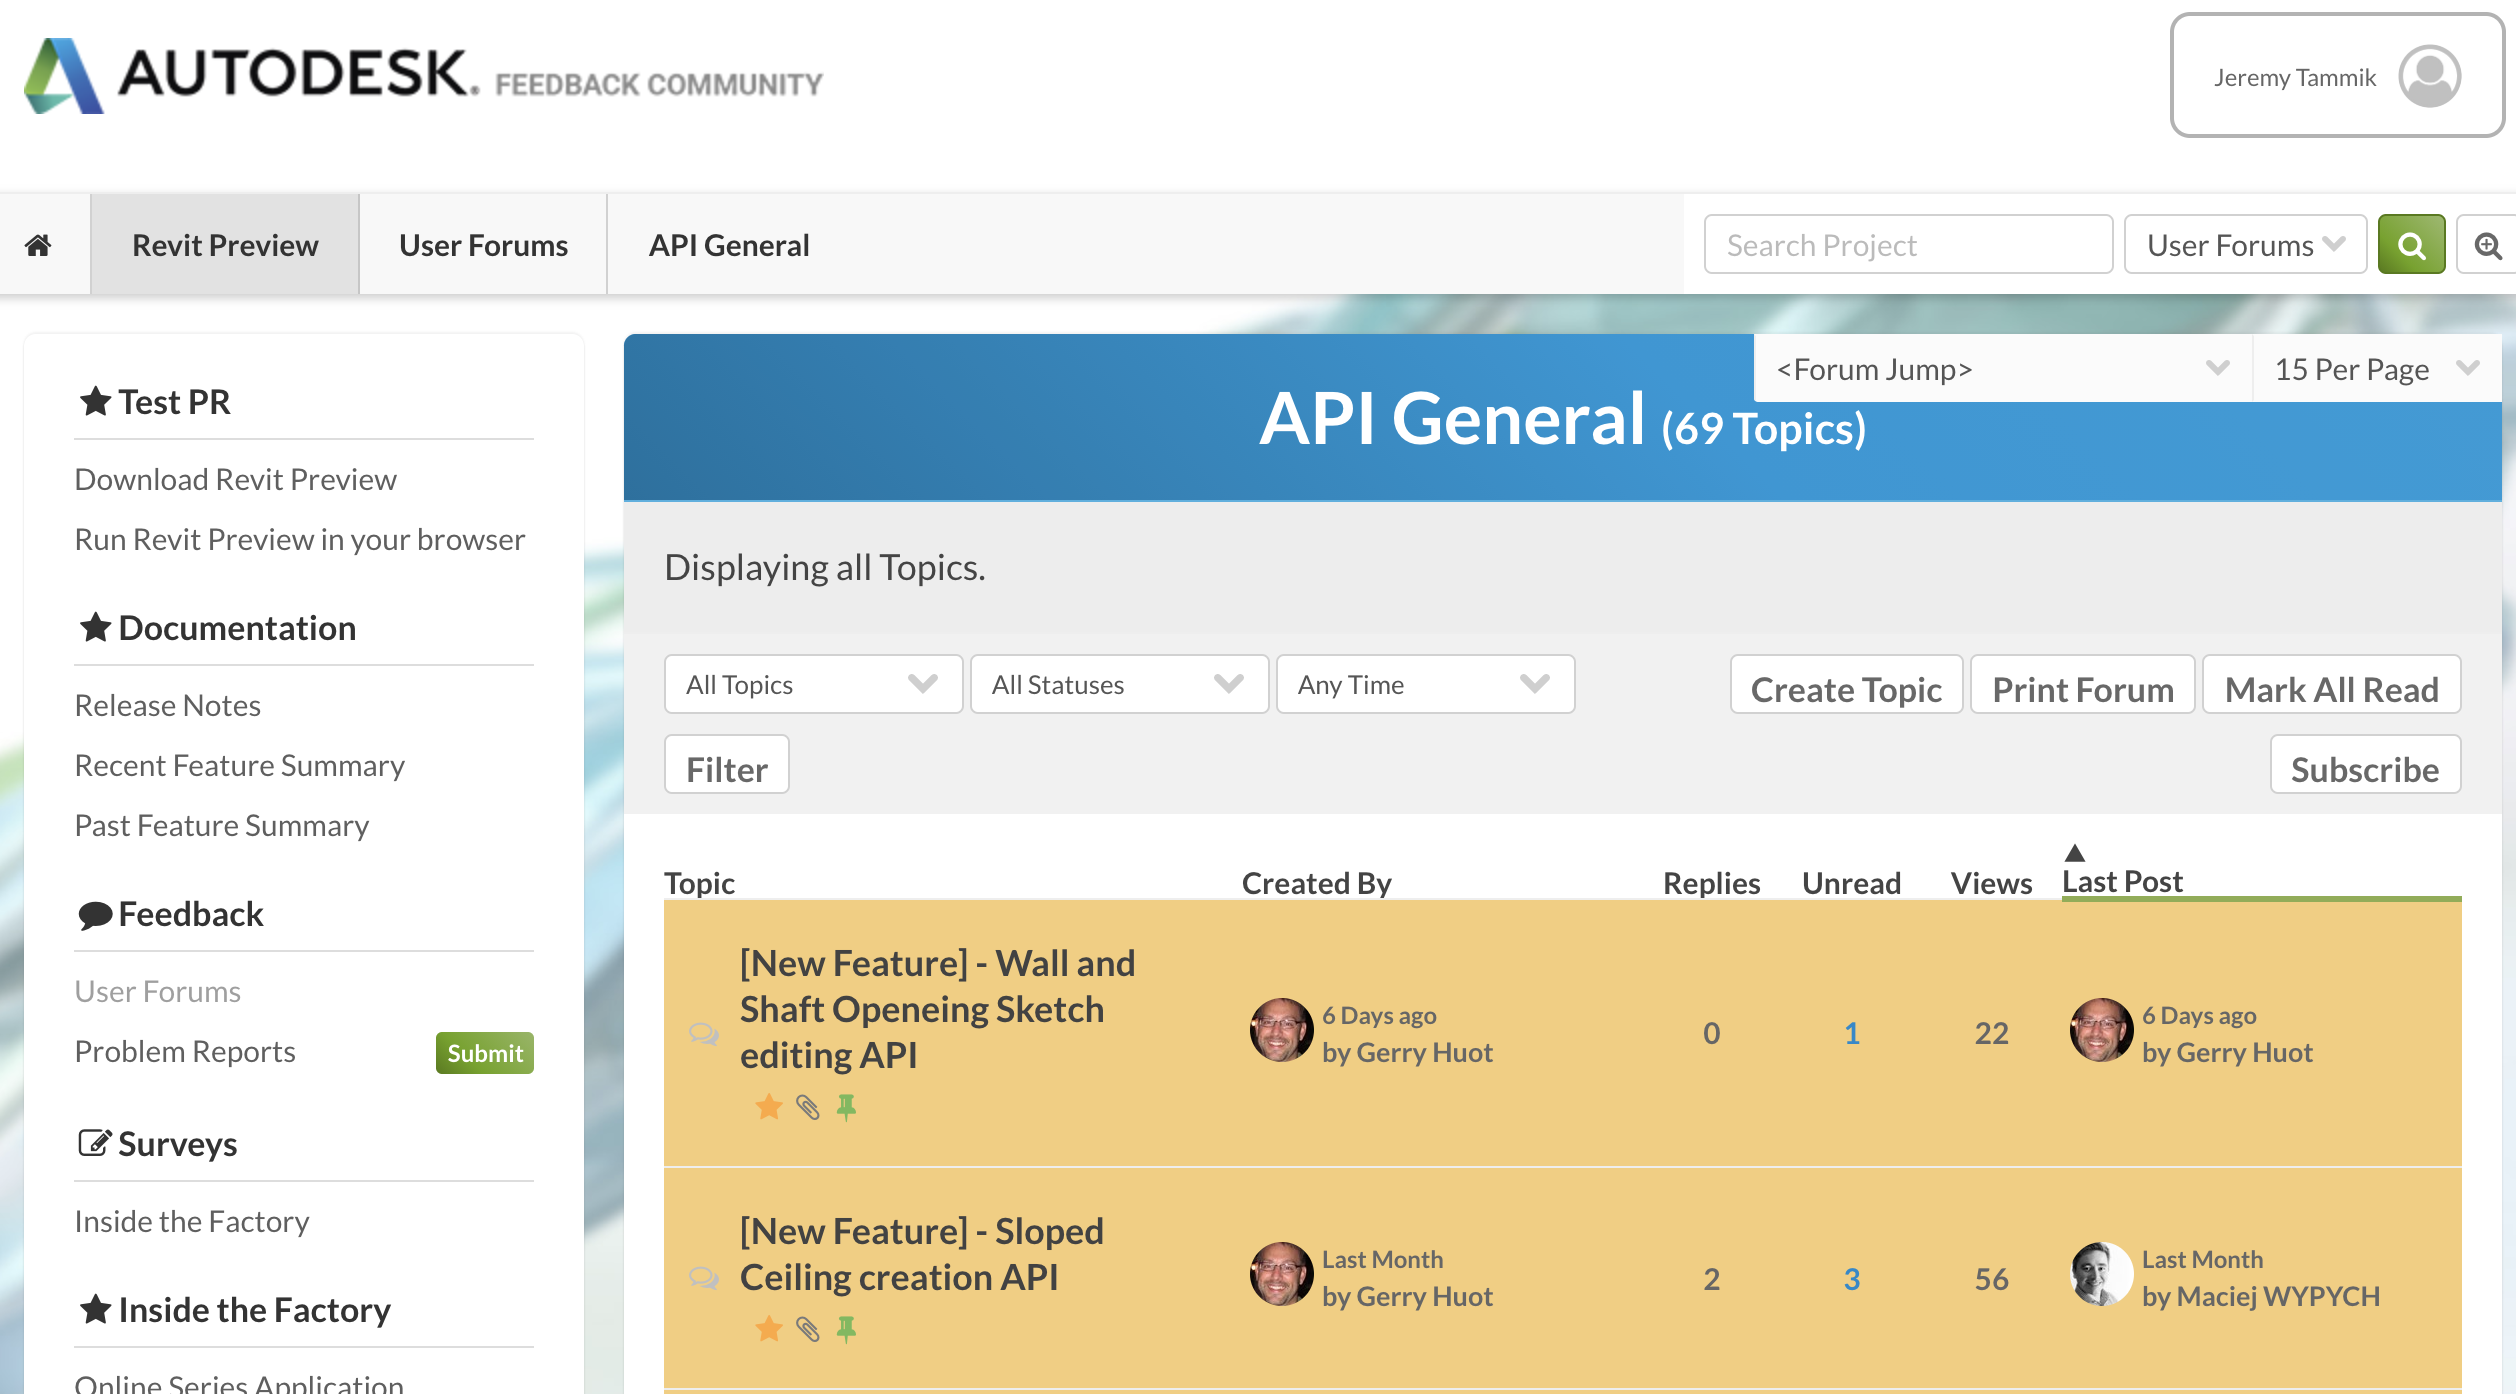 AUTODESK. FEEDBACK COMMUNITY
Jeremy Tammik
Revit Preview
User Forums
API General
Search Project
User Forums
Test PR
Download Revit Preview
Run Revit Preview in your browser
Documentation
Release Notes
Recent Feature Summary
Past Feature Summary
Feedback
User Forums
Problem Reports
Submit
Surveys
Inside the Factory
Inside the Factory
Online Series Application
<Forum Jump>
15 Per Page
API General (69 Topics)
Displaying all Topics.
All Topics
All Statuses
Any Time
Create Topic
Print Forum
Mark All Read
Filter
Subscribe
Topic
Created By
Replies
Unread
Views
Last Post
[New Feature] - Wall and
Shaft Openeing Sketch
editing API
6 Days ago
by Gerry Huot
0
1
22
6 Days ago
by Gerry Huot
[New Feature] - Sloped
Ceiling creation API
Last Month
by Gerry Huot
2
3
56
Last Month
by Maciej WYPYCH